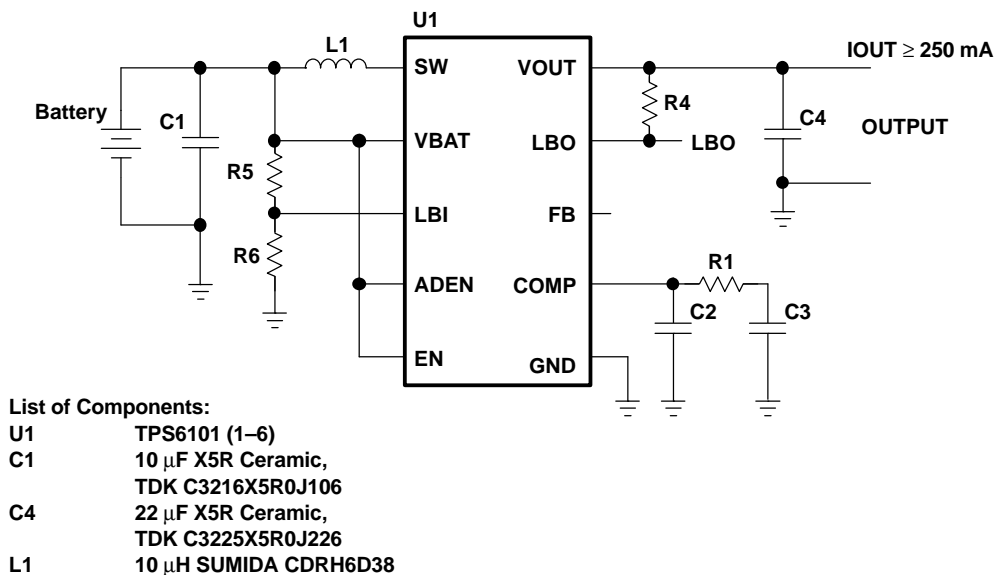 U1
L1
SW
VOUT
IOUT ≥ 250 mA
Battery
C1
R4
C4
OUTPUT
VBAT
LBO
LBO
R5
LBI
FB
R6
R1
ADEN
COMP
C2
C3
EN
GND
List of Components:
U1 TPS6101 (1–6)
C1 10 μF X5R Ceramic,
TDK C3216X5R0J106
C4 22 μF X5R Ceramic,
TDK C3225X5R0J226
L1 10 μH SUMIDA CDRH6D38